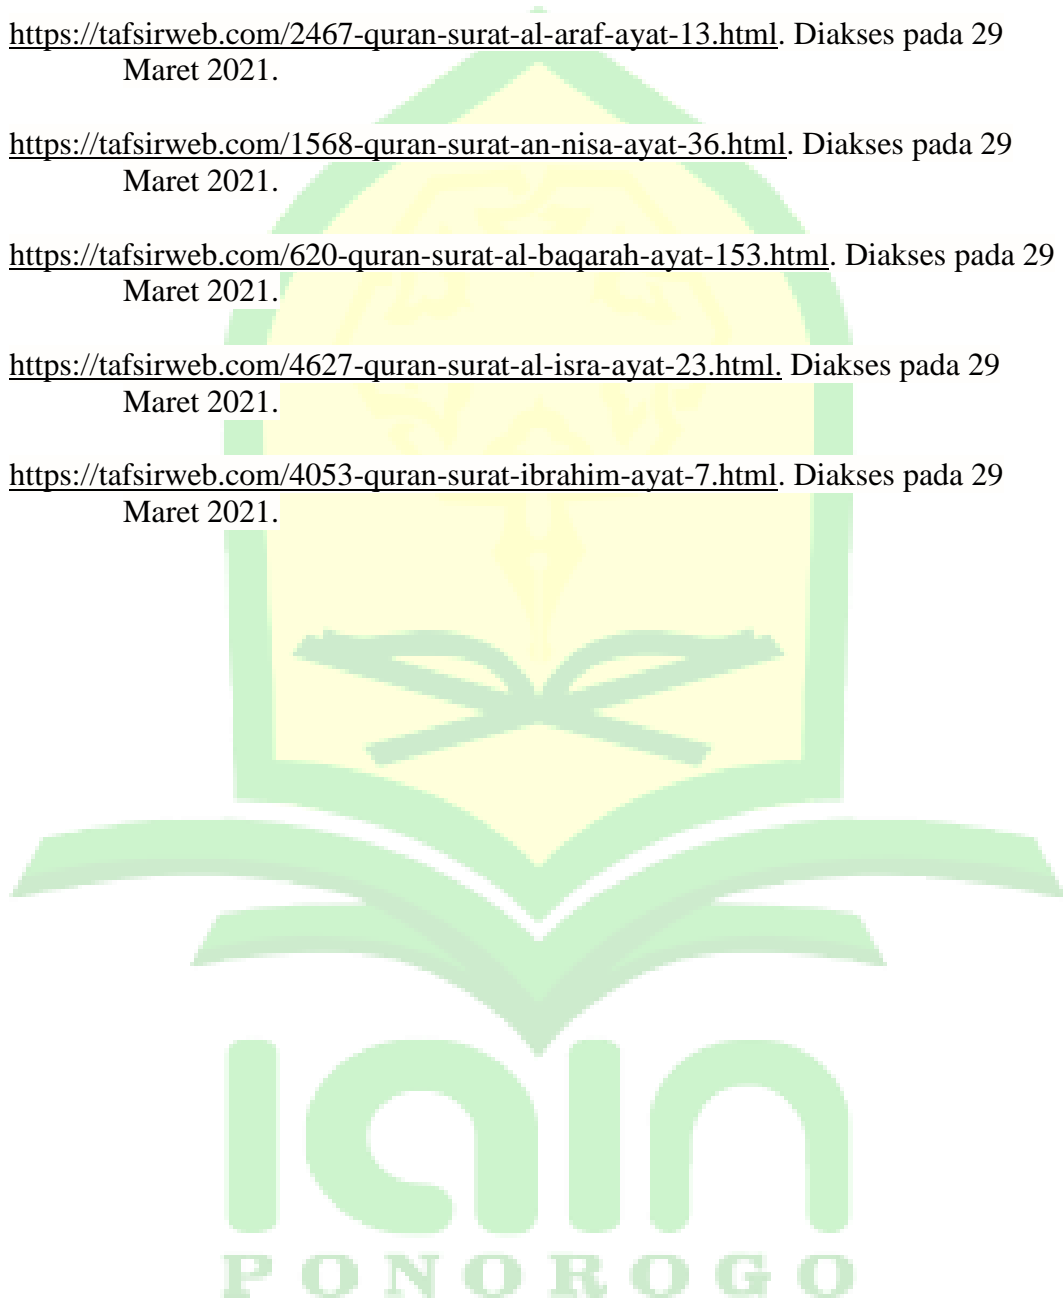 https://tafsirweb.com/2467-quran-surat-al-araf-ayat-13.html. Diakses pada 29
Maret 2021.
https://tafsirweb.com/1568-quran-surat-an-nisa-ayat-36.html. Diakses pada 29
Maret 2021.
https://tafsirweb.com/620-quran-surat-al-baqarah-ayat-153.html. Diakses pada 29
Maret 2021.
https://tafsirweb.com/4627-quran-surat-al-isra-ayat-23.html. Diakses pada 29
Maret 2021.
https://tafsirweb.com/4053-quran-surat-ibrahim-ayat-7.html. Diakses pada 29
Maret 2021.
iain
PONOROGO